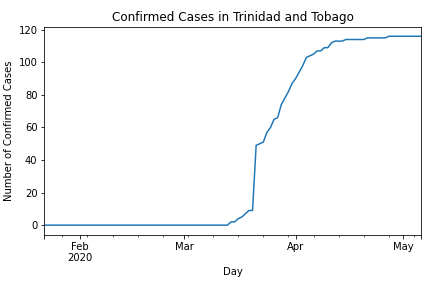 Confirmed Cases in Trinidad and Tobago
120
100
80
60
40
20
0
Number of Confirmed Cases
Feb
2020
Mar
Apr
May
Day